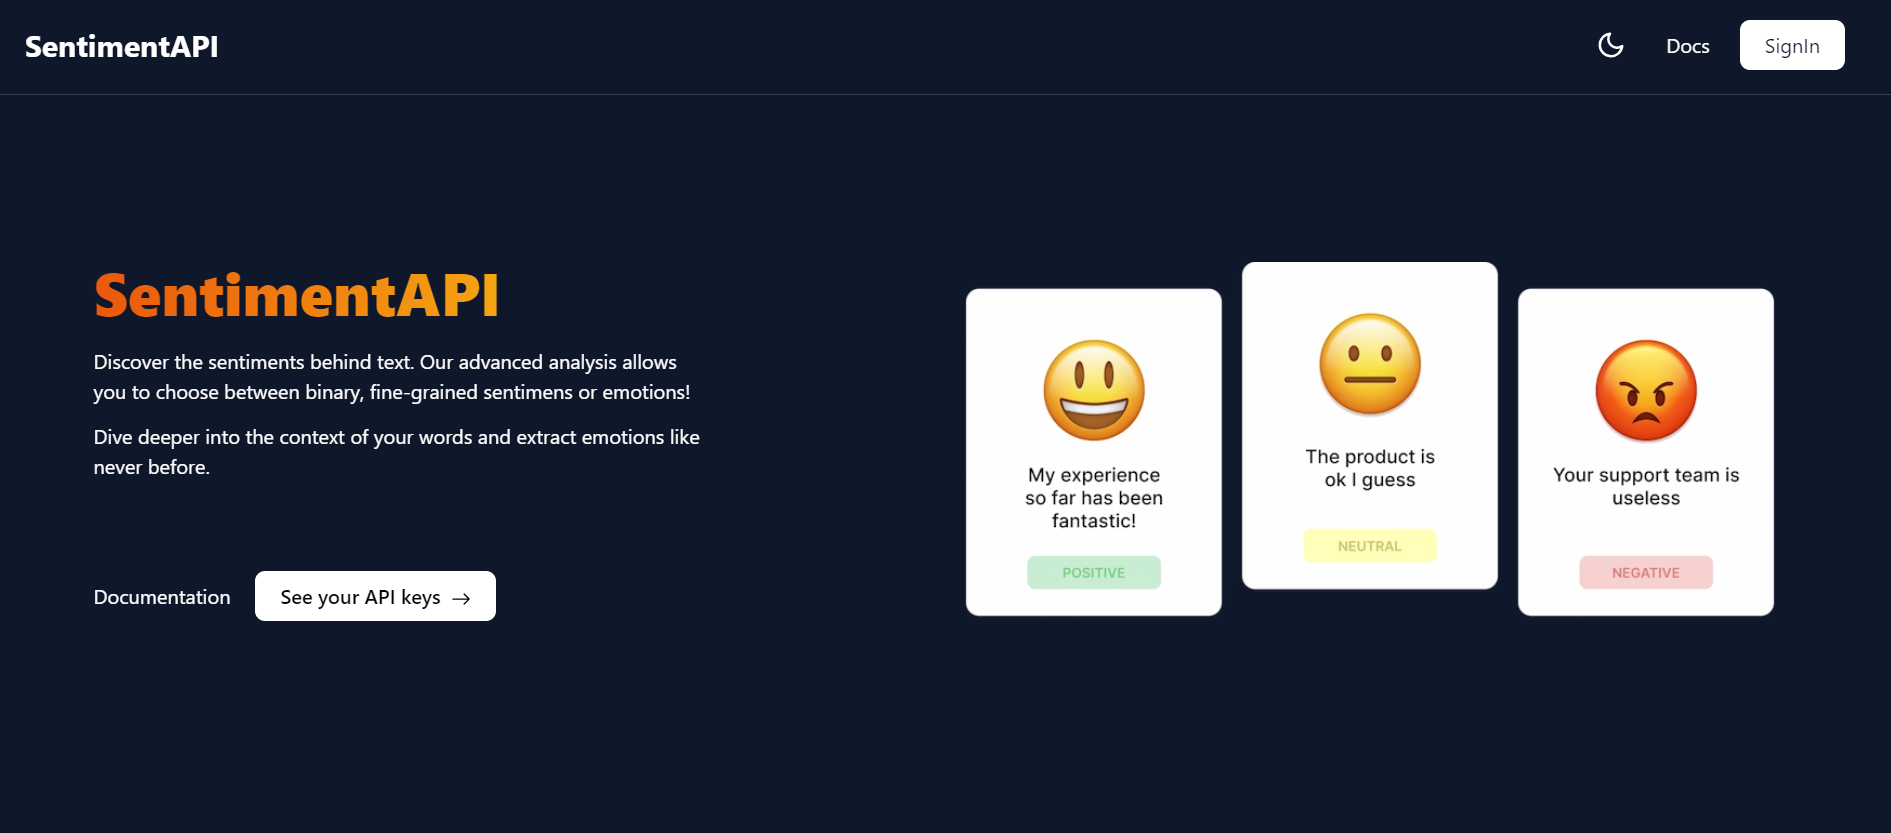 SentimentAPI
Docs
SignIn
SentimentAPI
Discover the sentiments behind text. Our advanced analysis allows
you to choose between binary, fine-grained sentimens or emotions!
Dive deeper into the context of your words and extract emotions like
never before.
Documentation
See your API keys →
My experience
so far has been
fantastic!
POSITIVE
The product is
ok I guess
NEUTRAL
Your support team is
useless
NEGATIVE